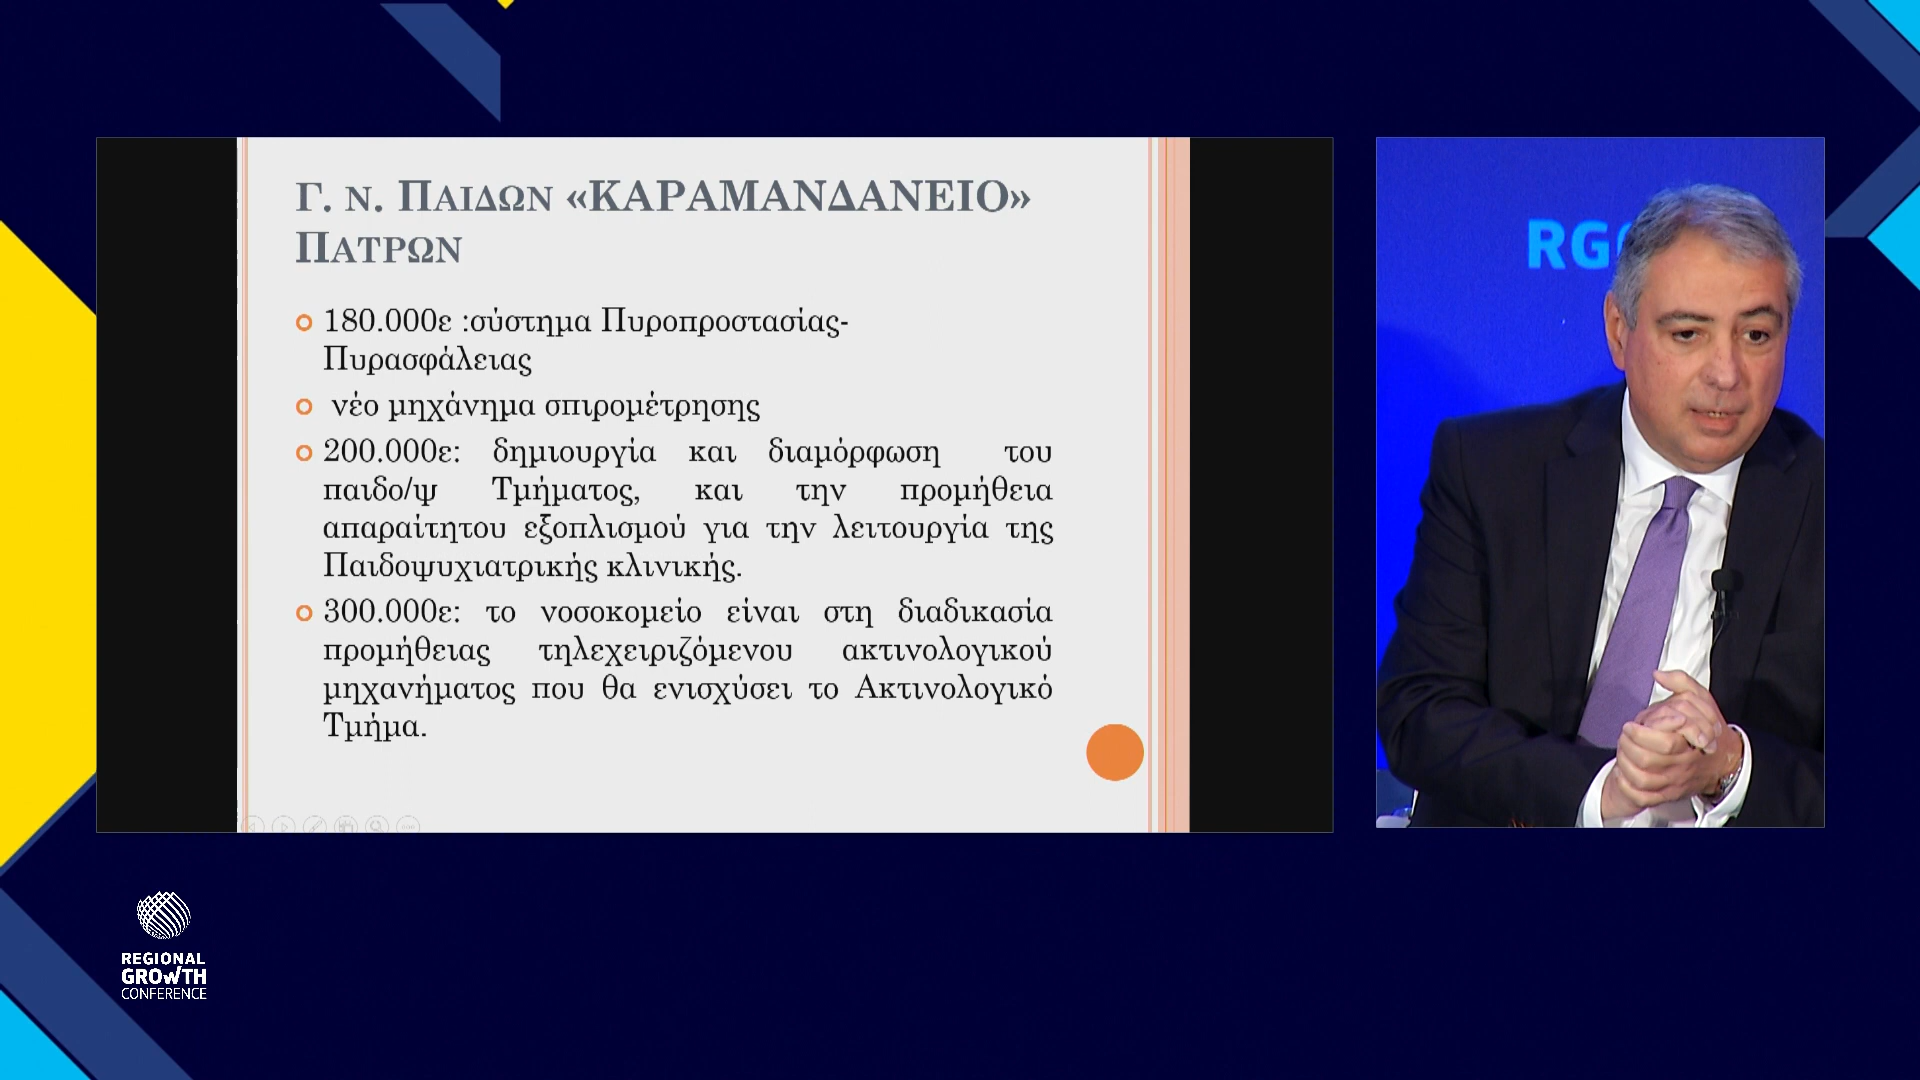 Γ. Ν. ΠΑΙΔΩΝ «ΚΑΡΑΜΑΝΔΑΝΕΙΟ»
ΠΑΤΡΩΝ
180.000ε :σύστημα Πυροπροστασίας-
Πυρασφάλειας
νέο μηχάνημα σπιρομέτρησης
200.000ε: δημιουργία και διαμόρφωση του
παιδο/ψ Τμήματος, και την προμήθεια
απαραίτητου εξοπλισμού για την λειτουργία της
Παιδοψυχιατρικής κλινικής.
300.000ε: το νοσοκομείο είναι στη διαδικασία
προμήθειας τηλεχειριζόμενου ακτινολογικού
μηχανήματος που θα ενισχύσει το Ακτινολογικό
Τμήμα.
RG
REGIONAL
GROWTH
CONFERENCE